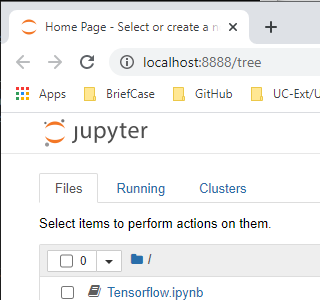 Home Page - Select or create a n
localhost:8888/tree
Apps BriefCase GitHub UC-Ext/U
jupyter
Files Running Clusters
Select items to perform actions on them.
0 /
Tensorflow.ipynb